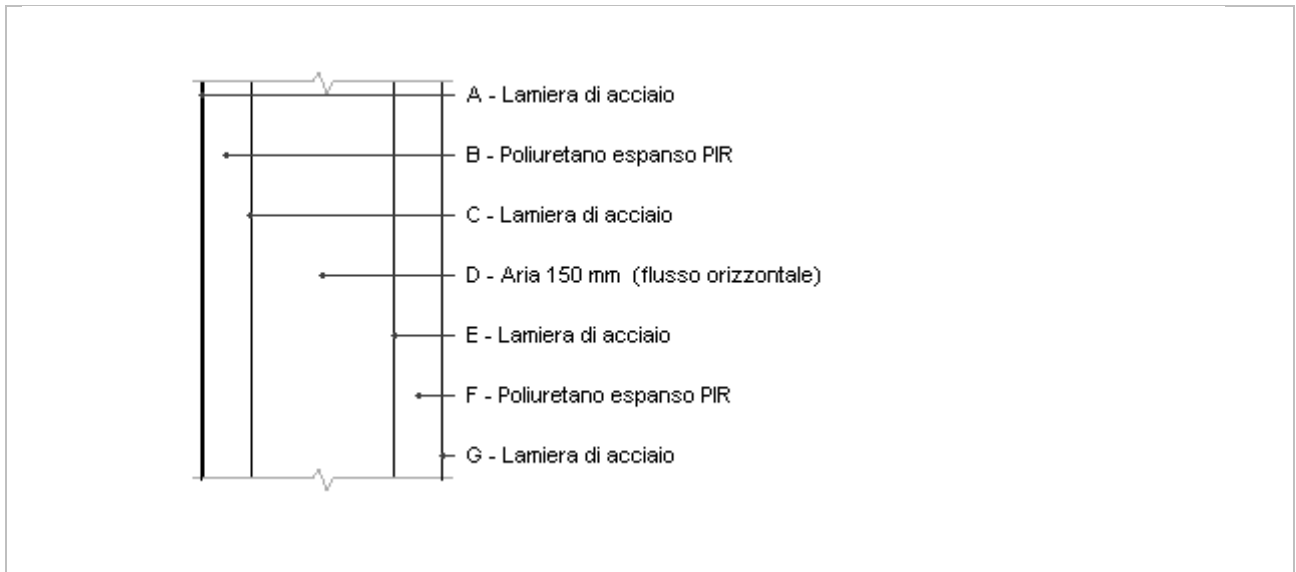 A - Lamiera di acciaio
B - Poliuretano espanso PIR
C - Lamiera di acciaio
D - Aria 150 mm (flusso orizzontale)
E - Lamiera di acciaio
F - Poliuretano espanso PIR
G - Lamiera di acciaio